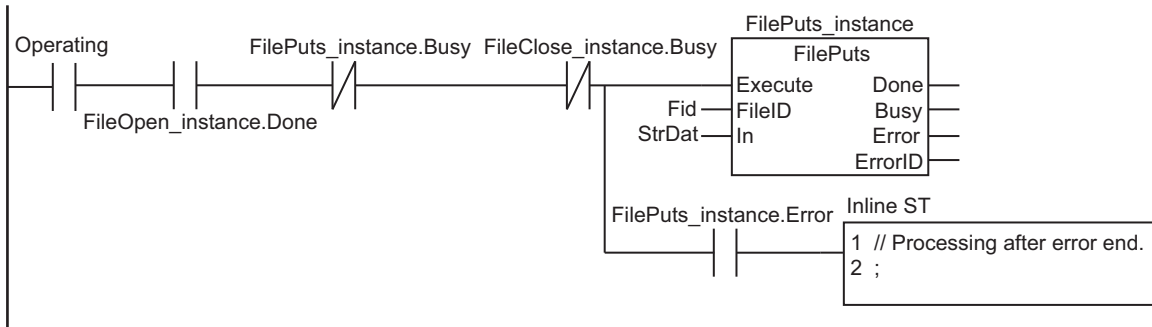 FilePuts_instance
Operating
FilePuts_instance.Busy
FileClose_instance.Busy
FilePuts
Execute
Done
FileOpen_instance.Done
Fid
FileID
Busy
StrDat
In
Error
ErrorID
FilePuts_instance.Error
Inline ST
1 // Processing after error end.
2 ;